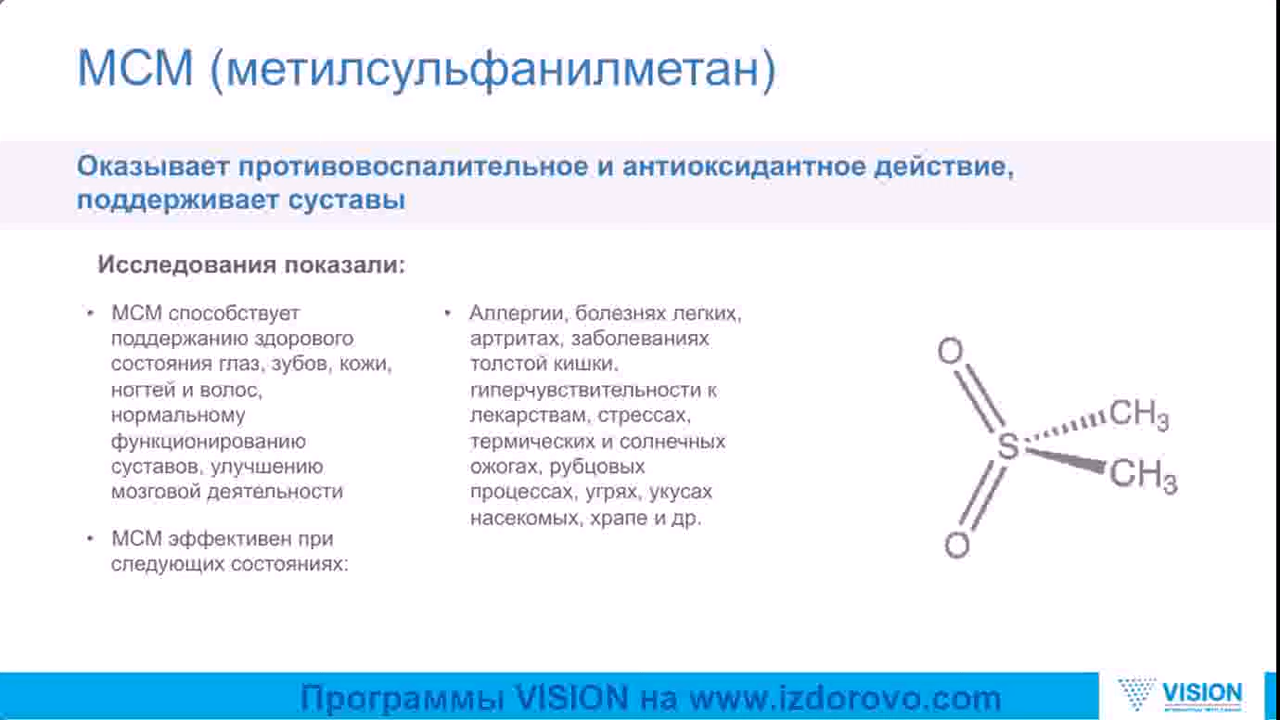 МСМ (метилсульфанилметан)
Оказывает противовоспалительное и антиоксидантное действие,
поддерживает суставы
Исследования показали:
• МСМ способствует
поддержанию здорового
состояния глаз, зубов, кожи,
ногтей и волос,
нормальному
функционированию
суставов, улучшению
мозговой деятельности
• МСМ эффективен при
следующих состояниях:
• Аллергии, болезнях легких,
артритах, заболеваниях
толстой кишки,
гиперчувствительности к
лекарствам, стрессах,
термических и солнечных
ожогах, рубцовых
процессах, угрях, укусах
насекомых, храпе и др.
O
CH3
S
CH3
O
Программы VISION на www.izdorovo.com
VISION